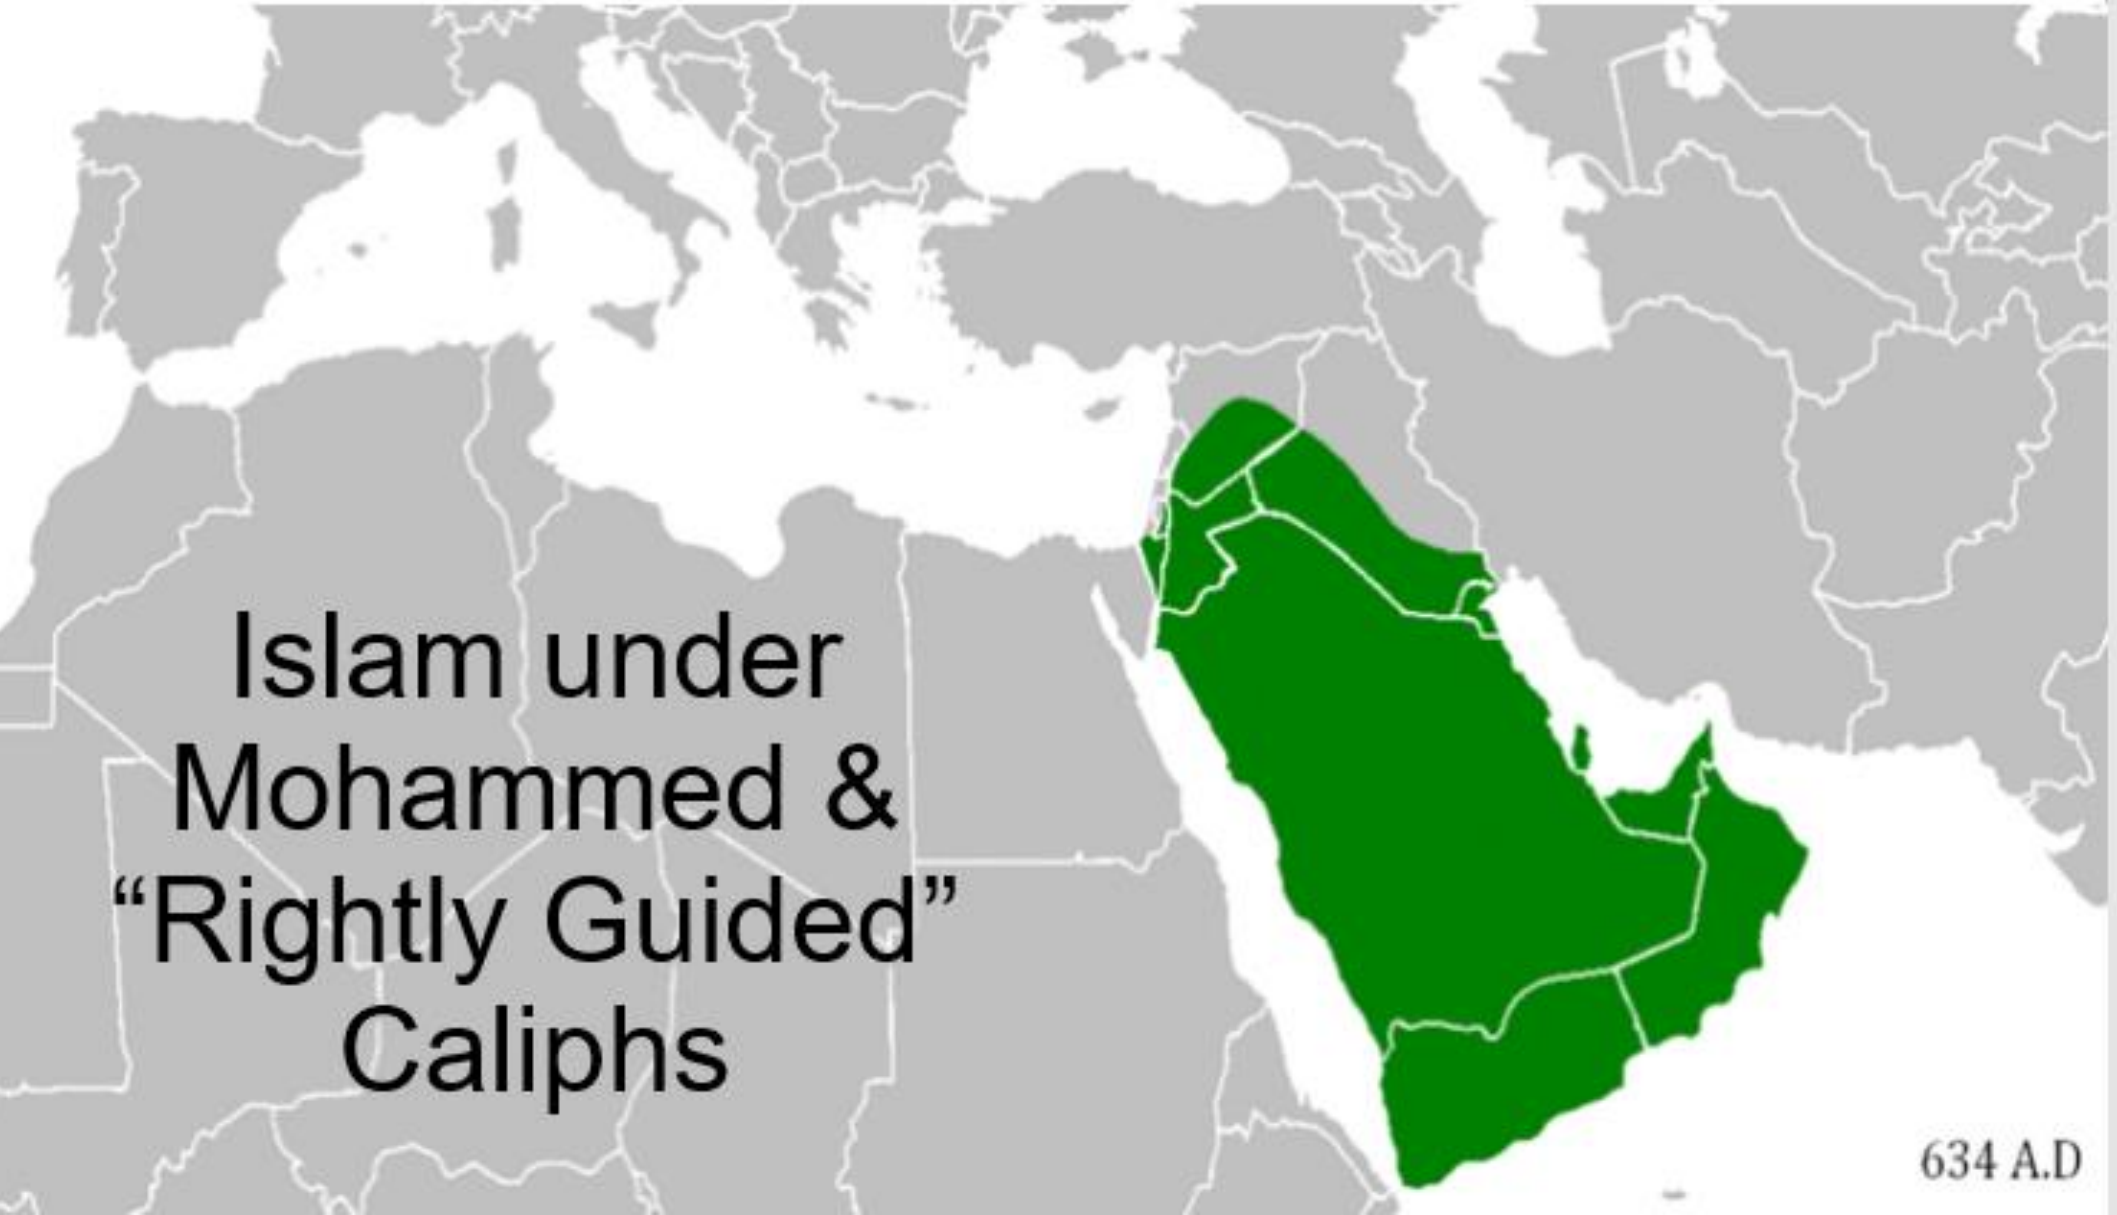 Islam under
Mohammed &
“Rightly Guided”
Caliphs
634 A.D